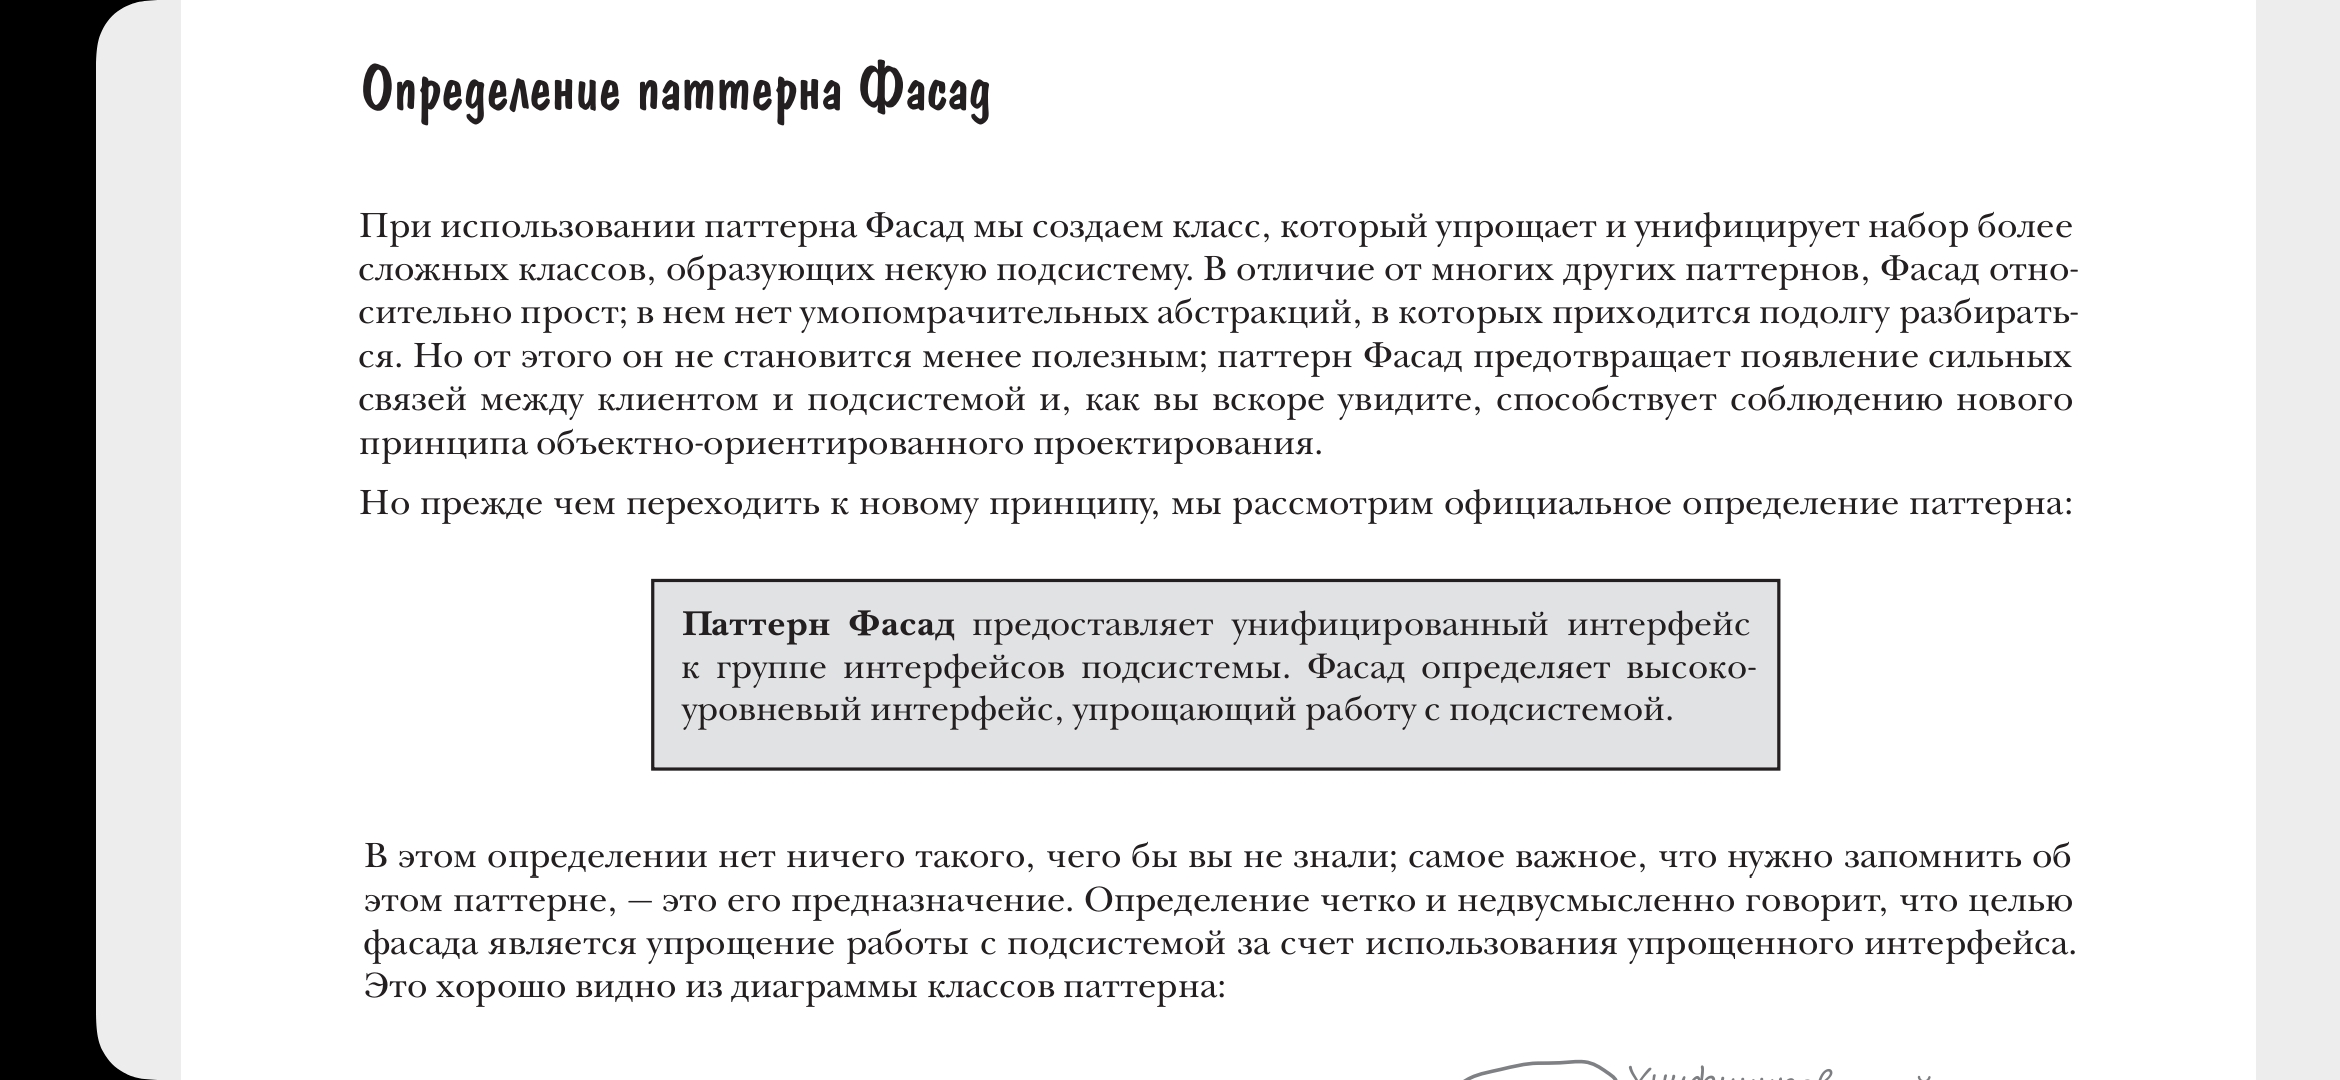 Определение паттерна Фасад
При использовании паттерна Фасад мы создаем класс, который упрощает и унифицирует набор более
сложных классов, образующих некую подсистему. В отличие от многих других паттернов, Фасад отно-
сительно прост; в нем нет умопомрачительных абстракций, в которых приходится подолгу разбирать-
ся. Но от этого он не становится менее полезным; паттерн Фасад предотвращает появление сильных
связей между клиентом и подсистемой и, как вы вскоре увидите, способствует соблюдению нового
принципа объектно-ориентированного проектирования.
Но прежде чем переходить к новому принципу, мы рассмотрим официальное определение паттерна:
Паттерн Фасад предоставляет унифицированный интерфейс
к группе интерфейсов подсистемы. Фасад определяет высоко-
уровневый интерфейс, упрощающий работу с подсистемой.
В этом определении нет ничего такого, чего бы вы не знали; самое важное, что нужно запомнить об
этом паттерне, — это его предназначение. Определение четко и недвусмысленно говорит, что целью
фасада является упрощение работы с подсистемой за счет использования упрощенного интерфейса.
Это хорошо видно из диаграммы классов паттерна: